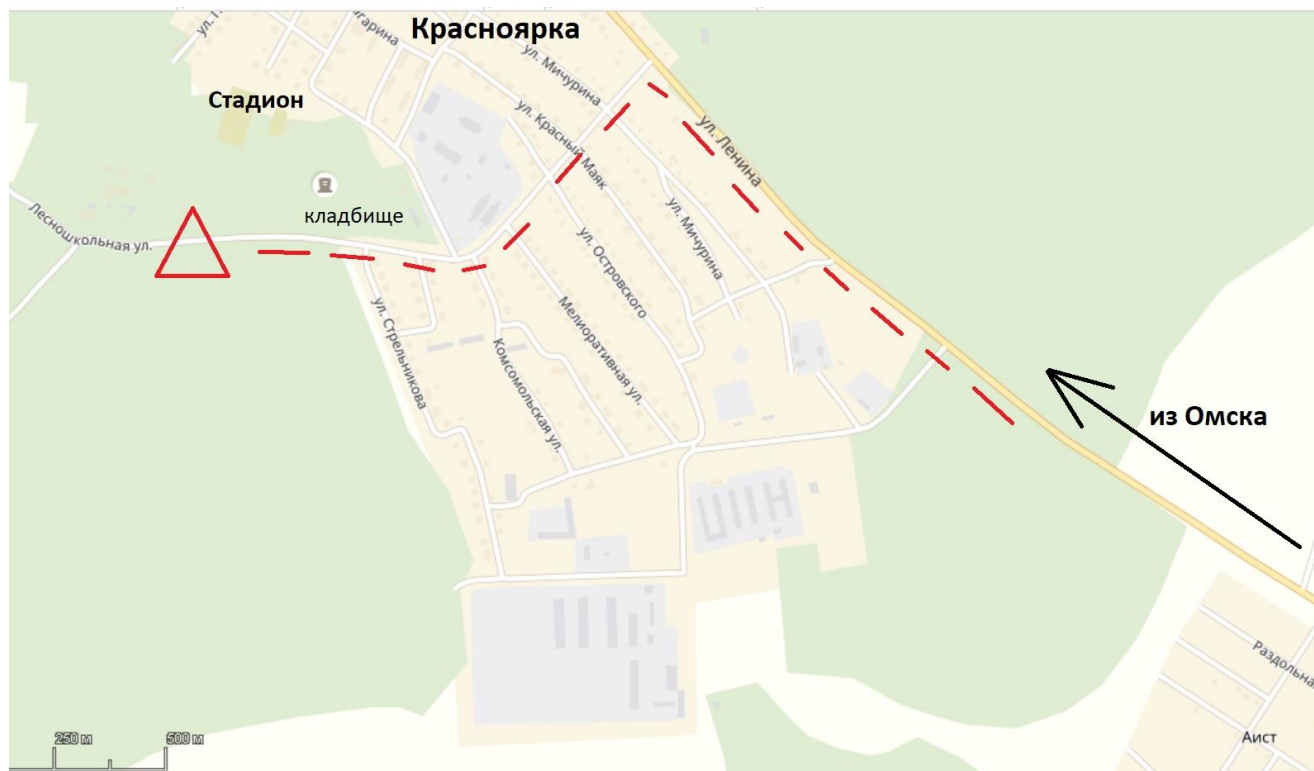 Красноярка
ул. Мичурина
Стадион
ул. Красный Маяк
ул. Ленина
кладбище
Лесношкольная ул.
ул. Мичурина
ул. Островского
ул. Стрельникова
Мелиоративная ул.
Комсомольская ул.
из Омска
Раздольная
Аист
250 м
500 м